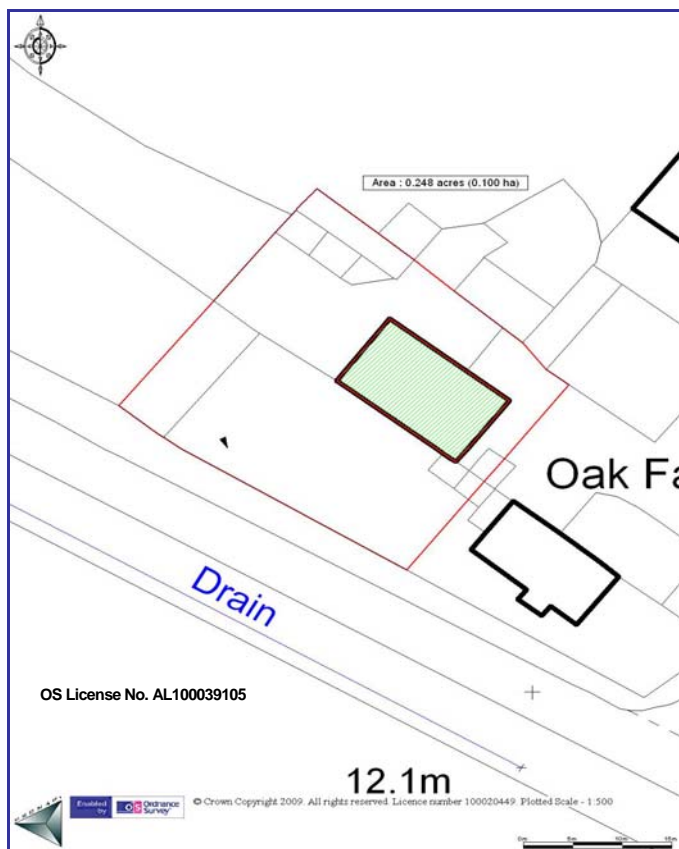 Area : 0.248 acres (0.100 ha)
Oak Fa
Drain
OS License No. AL100039105
12.1m
Enabled by
OS Ordnance Survey
© Crown Copyright 2009. All rights reserved. Licence number 100020449. Plotted Scale - 1:500
0m 5m 10m 15m